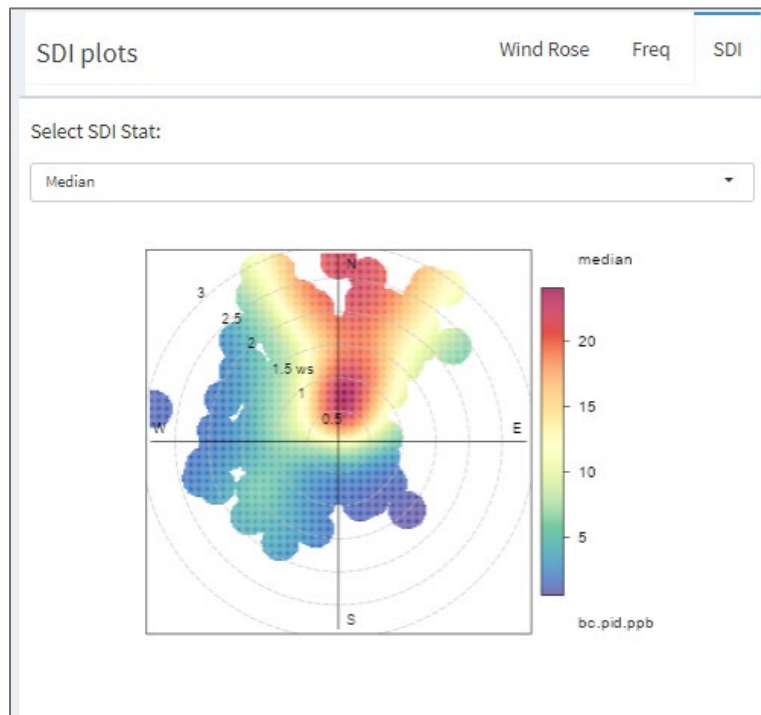 SDI plots Wind Rose Freq SDI
Select SDI Stat:
Median
median
N
3
2.5
2
1.5 ws
1
0.5
W E
S
20
15
10
5
bc.pid.ppb